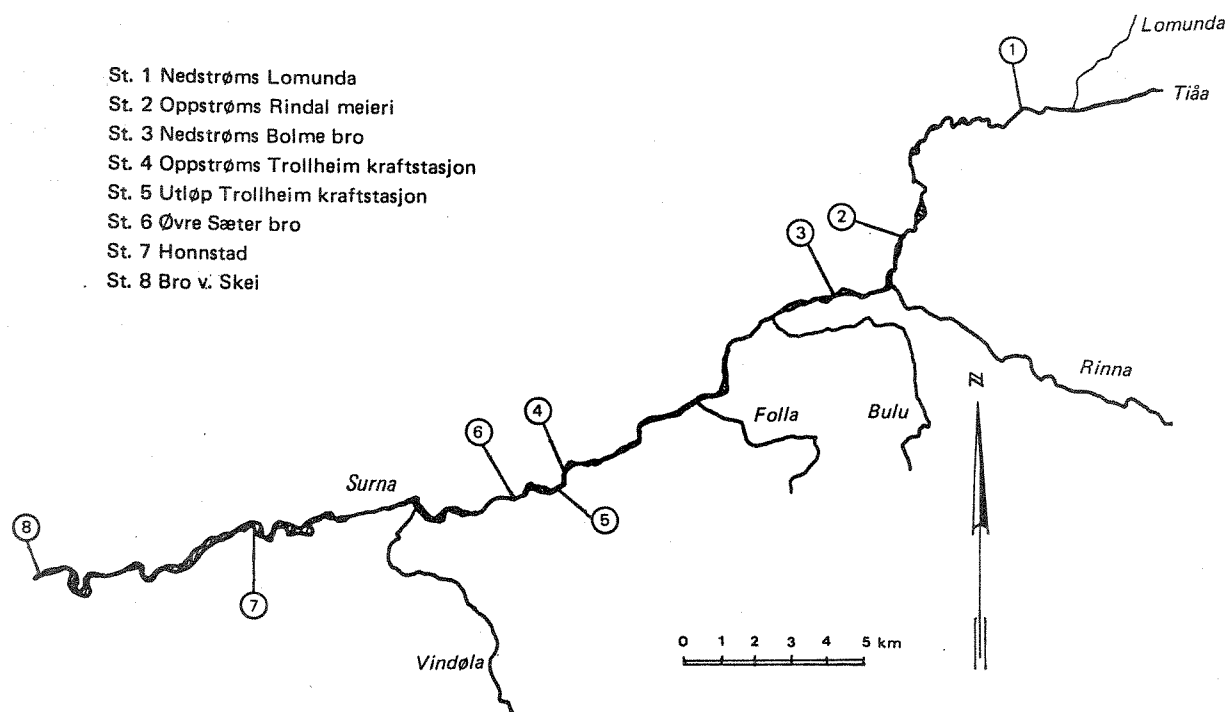 St. 1 Nedstrøms Lomunda
St. 2 Oppstrøms Rindal meieri
St. 3 Nedstrøms Bolme bro
St. 4 Oppstrøms Trollheim kraftstasjon
St. 5 Utløp Trollheim kraftstasjon
St. 6 Øvre Sæter bro
St. 7 Honnstad
St. 8 Bro v. Skei
Lomunda
1
Tiåa
2
3
Rinna
N
Folla
Bulu
4
6
Surna
5
8
7
Vindøla
0 1 2 3 4 5 km